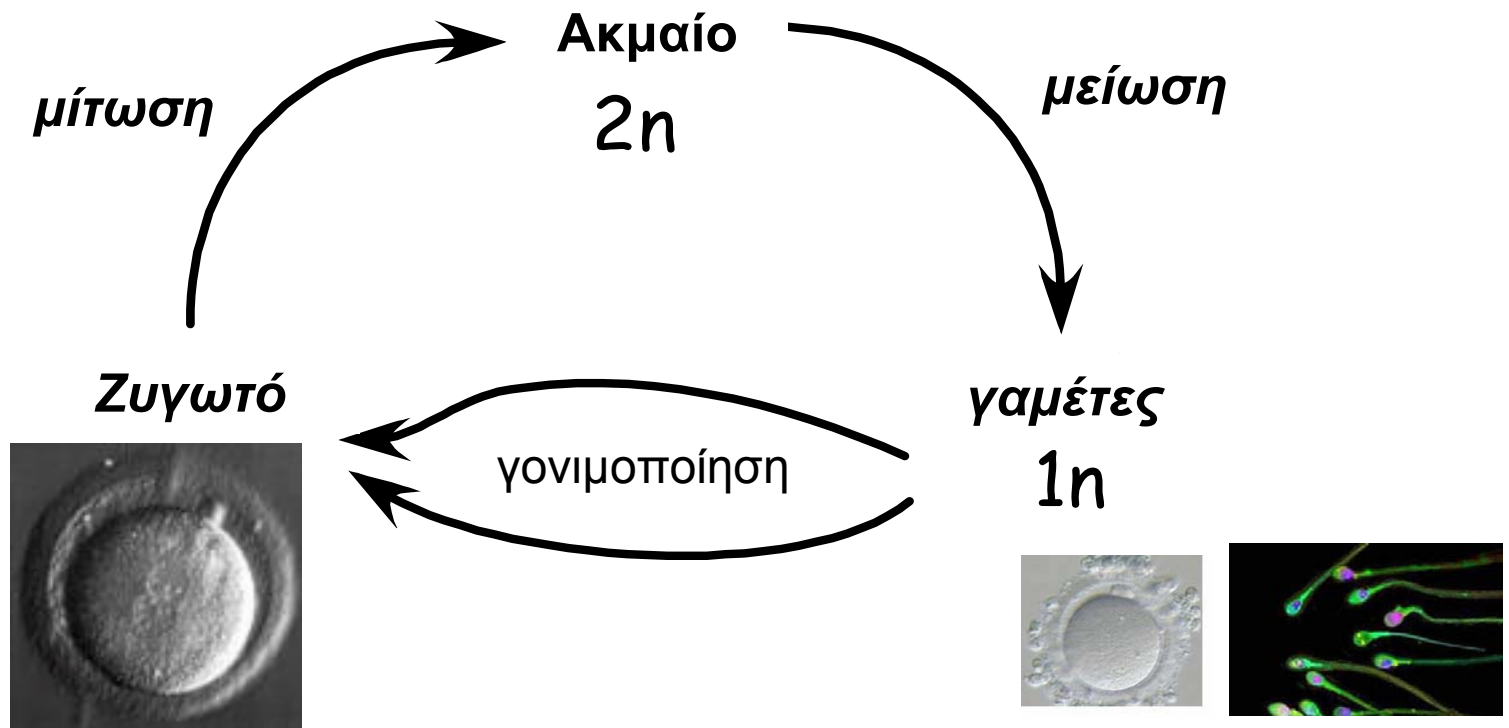 Ακμαίο
2n
μίτωση
μείωση
Ζυγωτό
γαμέτες
γονιμοποίηση
1n